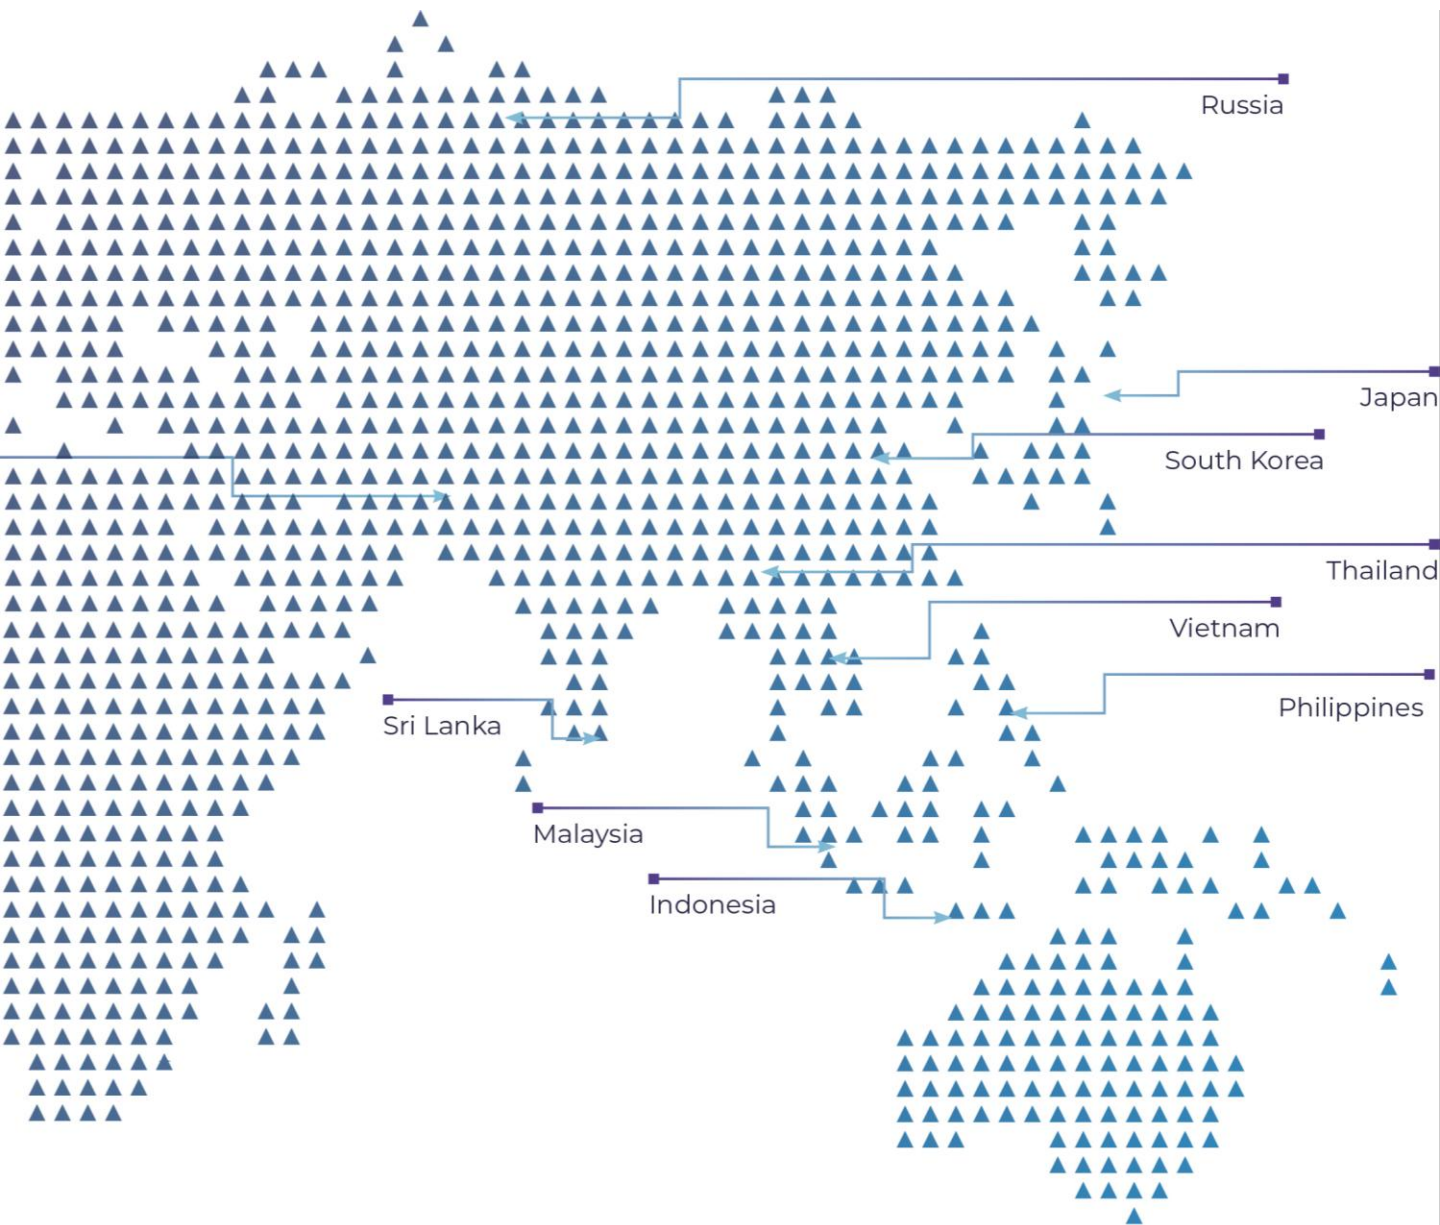 Russia
Japan
South Korea
Thailand
Vietnam
Philippines
Sri Lanka
Malaysia
Indonesia